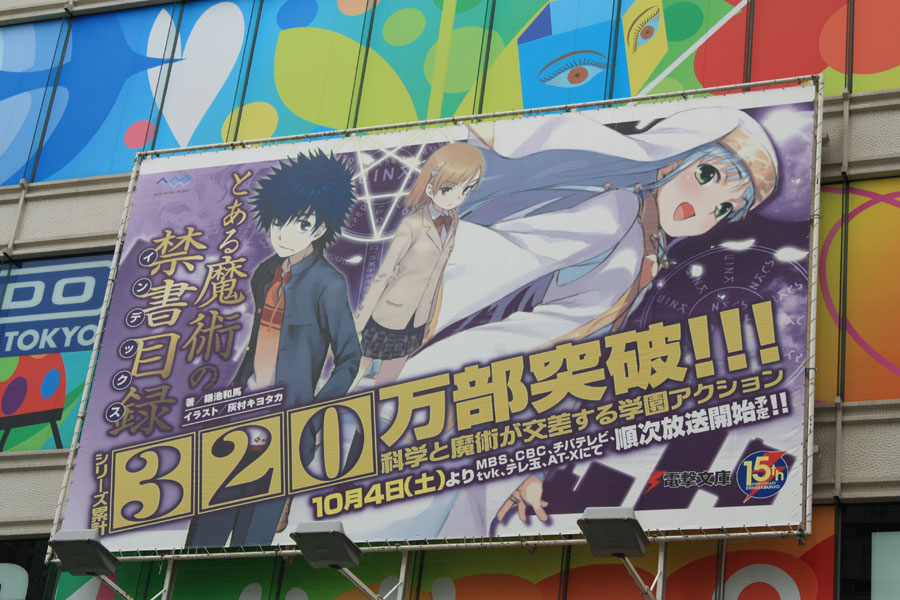 とある魔術の
禁書目録
インデックス
著/鎌池和馬
イラスト/灰村キヨタカ
シリーズ累計
320万部突破!!!
科学と魔術が交差する学園アクション
10月4日(土)より
MBS、CBC、チバテレビ、
tvk、テレ玉、AT-Xにて
順次放送開始予定!!
電撃文庫
15th
DO
TOKYO